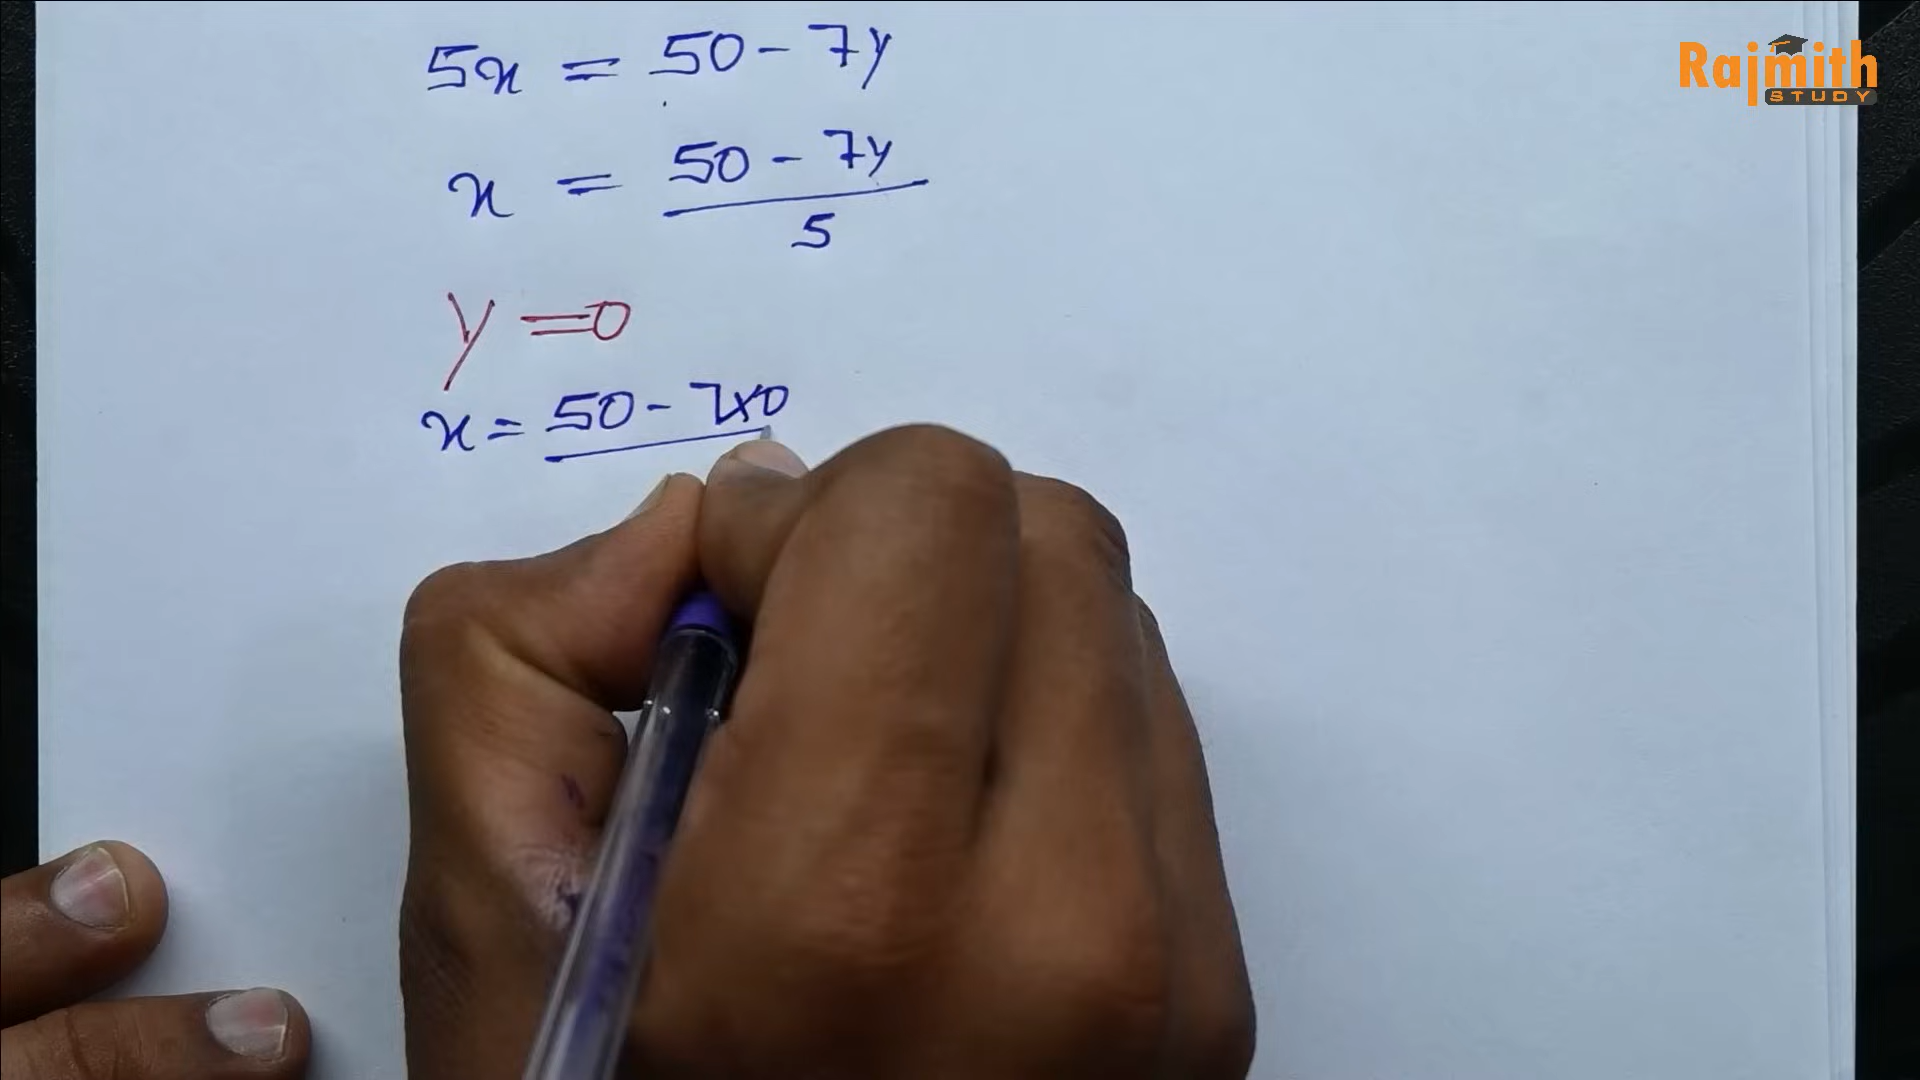 Rajmith
STUDY
5x = 50 - 7y
x = 50 - 7y
5
y = 0
x = 50 - 7x0